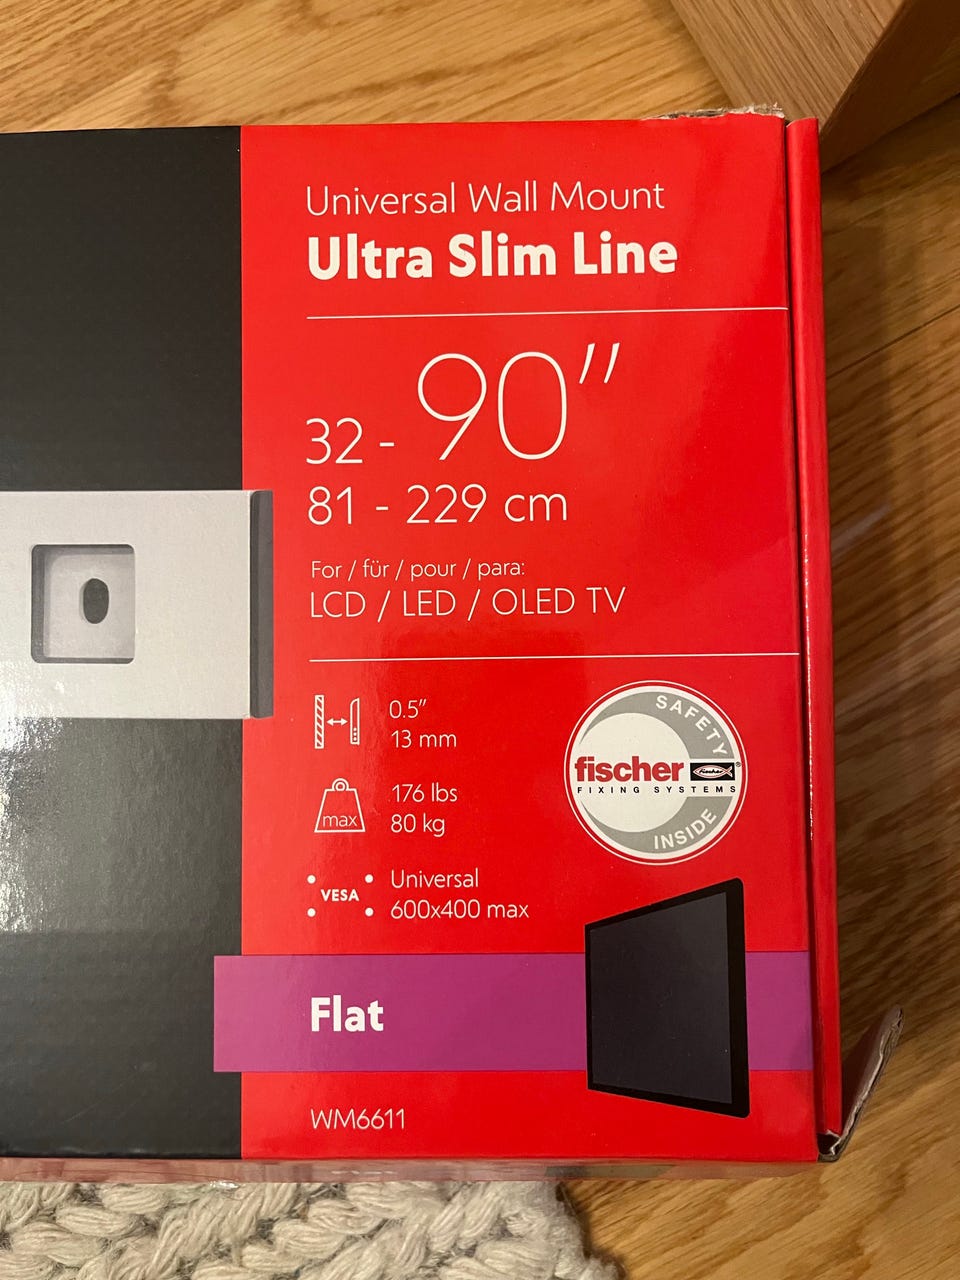 Universal Wall Mount
Ultra Slim Line
32 - 90"
81 - 229 cm
For / für / pour / para:
LCD / LED / OLED TV
0.5"
13 mm
max
176 lbs
80 kg
VESA
Universal
600x400 max
SAFETY
fischer fischer ®
FIXING SYSTEMS
INSIDE
Flat
WM6611
Flat